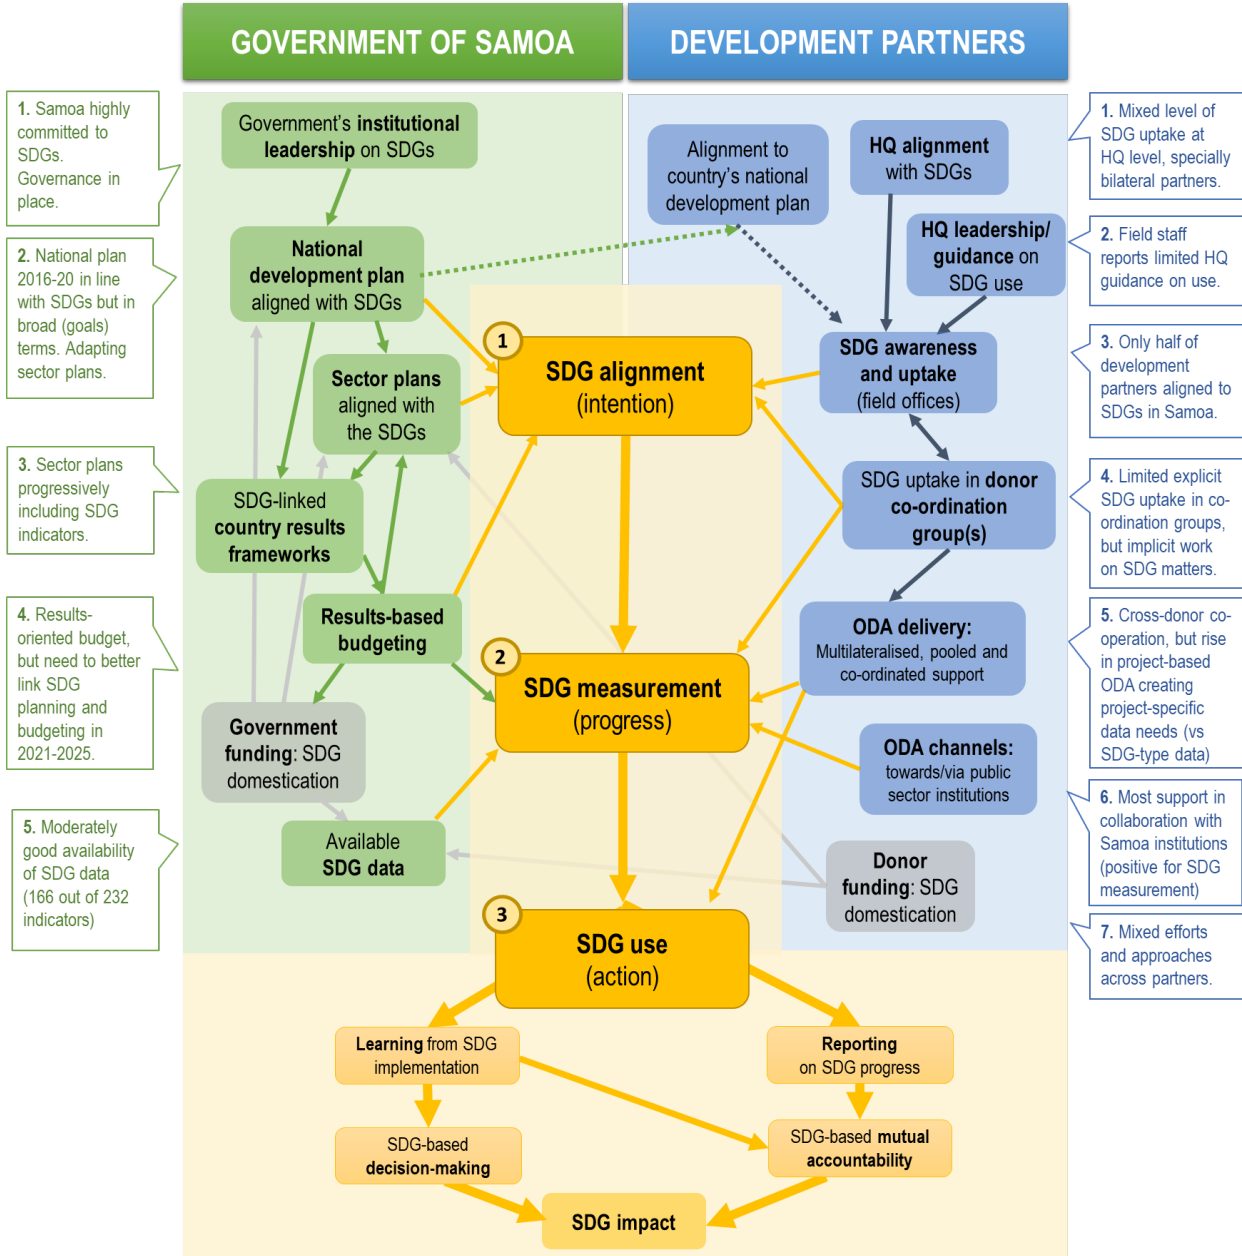 GOVERNMENT OF SAMOA
DEVELOPMENT PARTNERS
1. Samoa highly
committed to
SDGs.
Governance in
place.
2. National plan
2016-20 in line
with SDGs but in
broad (goals)
terms. Adapting
sector plans.
3. Sector plans
progressively
including SDG
indicators.
4. Results-
oriented budget,
but need to better
link SDG
planning and
budgeting in
2021-2025.
5. Moderately
good availability
of SDG data
(166 out of 232
indicators)
Government's institutional
leadership on SDGs
National
development plan
aligned with SDGs
Sector plans
aligned with
the SDGs
SDG-linked
country results
frameworks
Results-based
budgeting
Government
funding: SDG
domestication
Available
SDG data
1
SDG alignment
(intention)
2
SDG measurement
(progress)
3
SDG use
(action)
Alignment to
country's national
development plan
HQ alignment
with SDGs
HQ leadership/
guidance on
SDG use
SDG awareness
and uptake
(field offices)
SDG uptake in donor
co-ordination
group(s)
ODA delivery:
Multilateralised, pooled and
co-ordinated support
ODA channels:
towards/via public
sector institutions
Donor
funding: SDG
domestication
1. Mixed level of
SDG uptake at
HQ level, specially
bilateral partners.
2. Field staff
reports limited HQ
guidance on use.
3. Only half of
development
partners aligned to
SDGs in Samoa.
4. Limited explicit
SDG uptake in co-
ordination groups,
but implicit work
on SDG matters.
5. Cross-donor co-
operation, but rise
in project-based
ODA creating
project-specific
data needs (vs
SDG-type data)
6. Most support in
collaboration with
Samoa institutions
(positive for SDG
measurement)
7. Mixed efforts
and approaches
across partners.
Learning from SDG
implementation
Reporting
on SDG progress
SDG-based
decision-making
SDG-based mutual
accountability
SDG impact